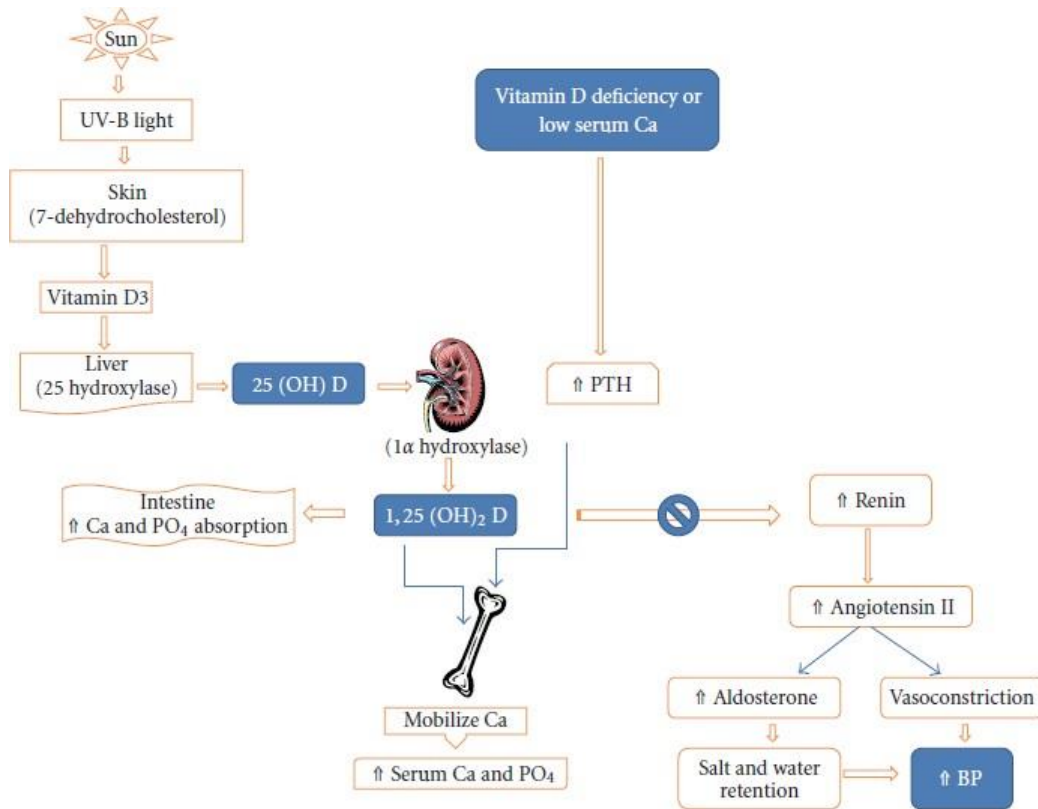 Sun
UV-B light
Skin
(7-dehydrocholesterol)
Vitamin D3
Liver
(25 hydroxylase)
25 (OH) D
(1α hydroxylase)
1, 25 (OH)₂ D
Intestine
⇑ Ca and PO₄ absorption
Vitamin D deficiency or
low serum Ca
⇑ PTH
Mobilize Ca
⇑ Serum Ca and PO₄
⇑ Renin
⇑ Angiotensin II
⇑ Aldosterone
Vasoconstriction
Salt and water
retention
⇑ BP